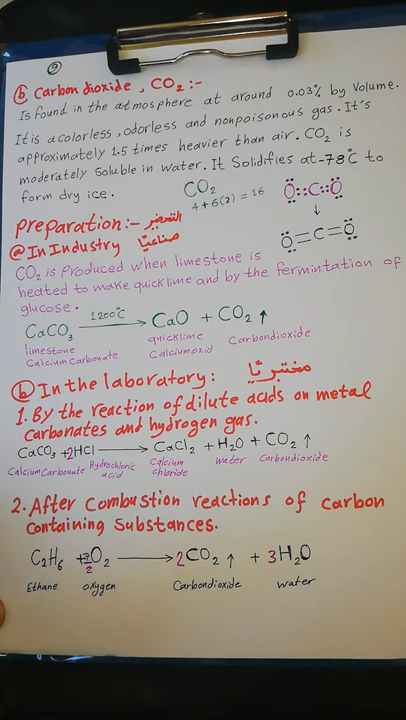 9
ⓑ Carbon dioxide, CO₂ :-
Is found in the atmosphere at around 0.03% by Volume.
It is a colorless, odorless and nonpoisonous gas. It's
approximately 1.5 times heavier than air. CO₂ is
moderately soluble in water. It Solidifies at -78°C to
form dry ice.
CO₂
4+6(2) = 16
Ö::C::Ö
↓
Ö=C=Ö
Preparation:- التحضير
ⓐ In Industry صناعيًا
CO₂ is produced when limestone is
heated to make quicklime and by the fermintation of
glucose.
CaCO₃ —1200°C→ CaO + CO₂ ↑
limestone quicklime Carbondioxide
Calcium Carbonate Calciumoxid
ⓑ In the laboratory: مختبريًا
1. By the reaction of dilute acids on metal
carbonates and hydrogen gas.
CaCO₃ + 2HCl → CaCl₂ + H₂O + CO₂ ↑
Calcium Carbonate Hydrochloric acid Calcium chloride water Carbondioxide
2. After Combustion reactions of carbon
Containing Substances.
C₂H₆ + 7/2 O₂ → 2CO₂ ↑ + 3H₂O
Ethane oxygen Carbondioxide water